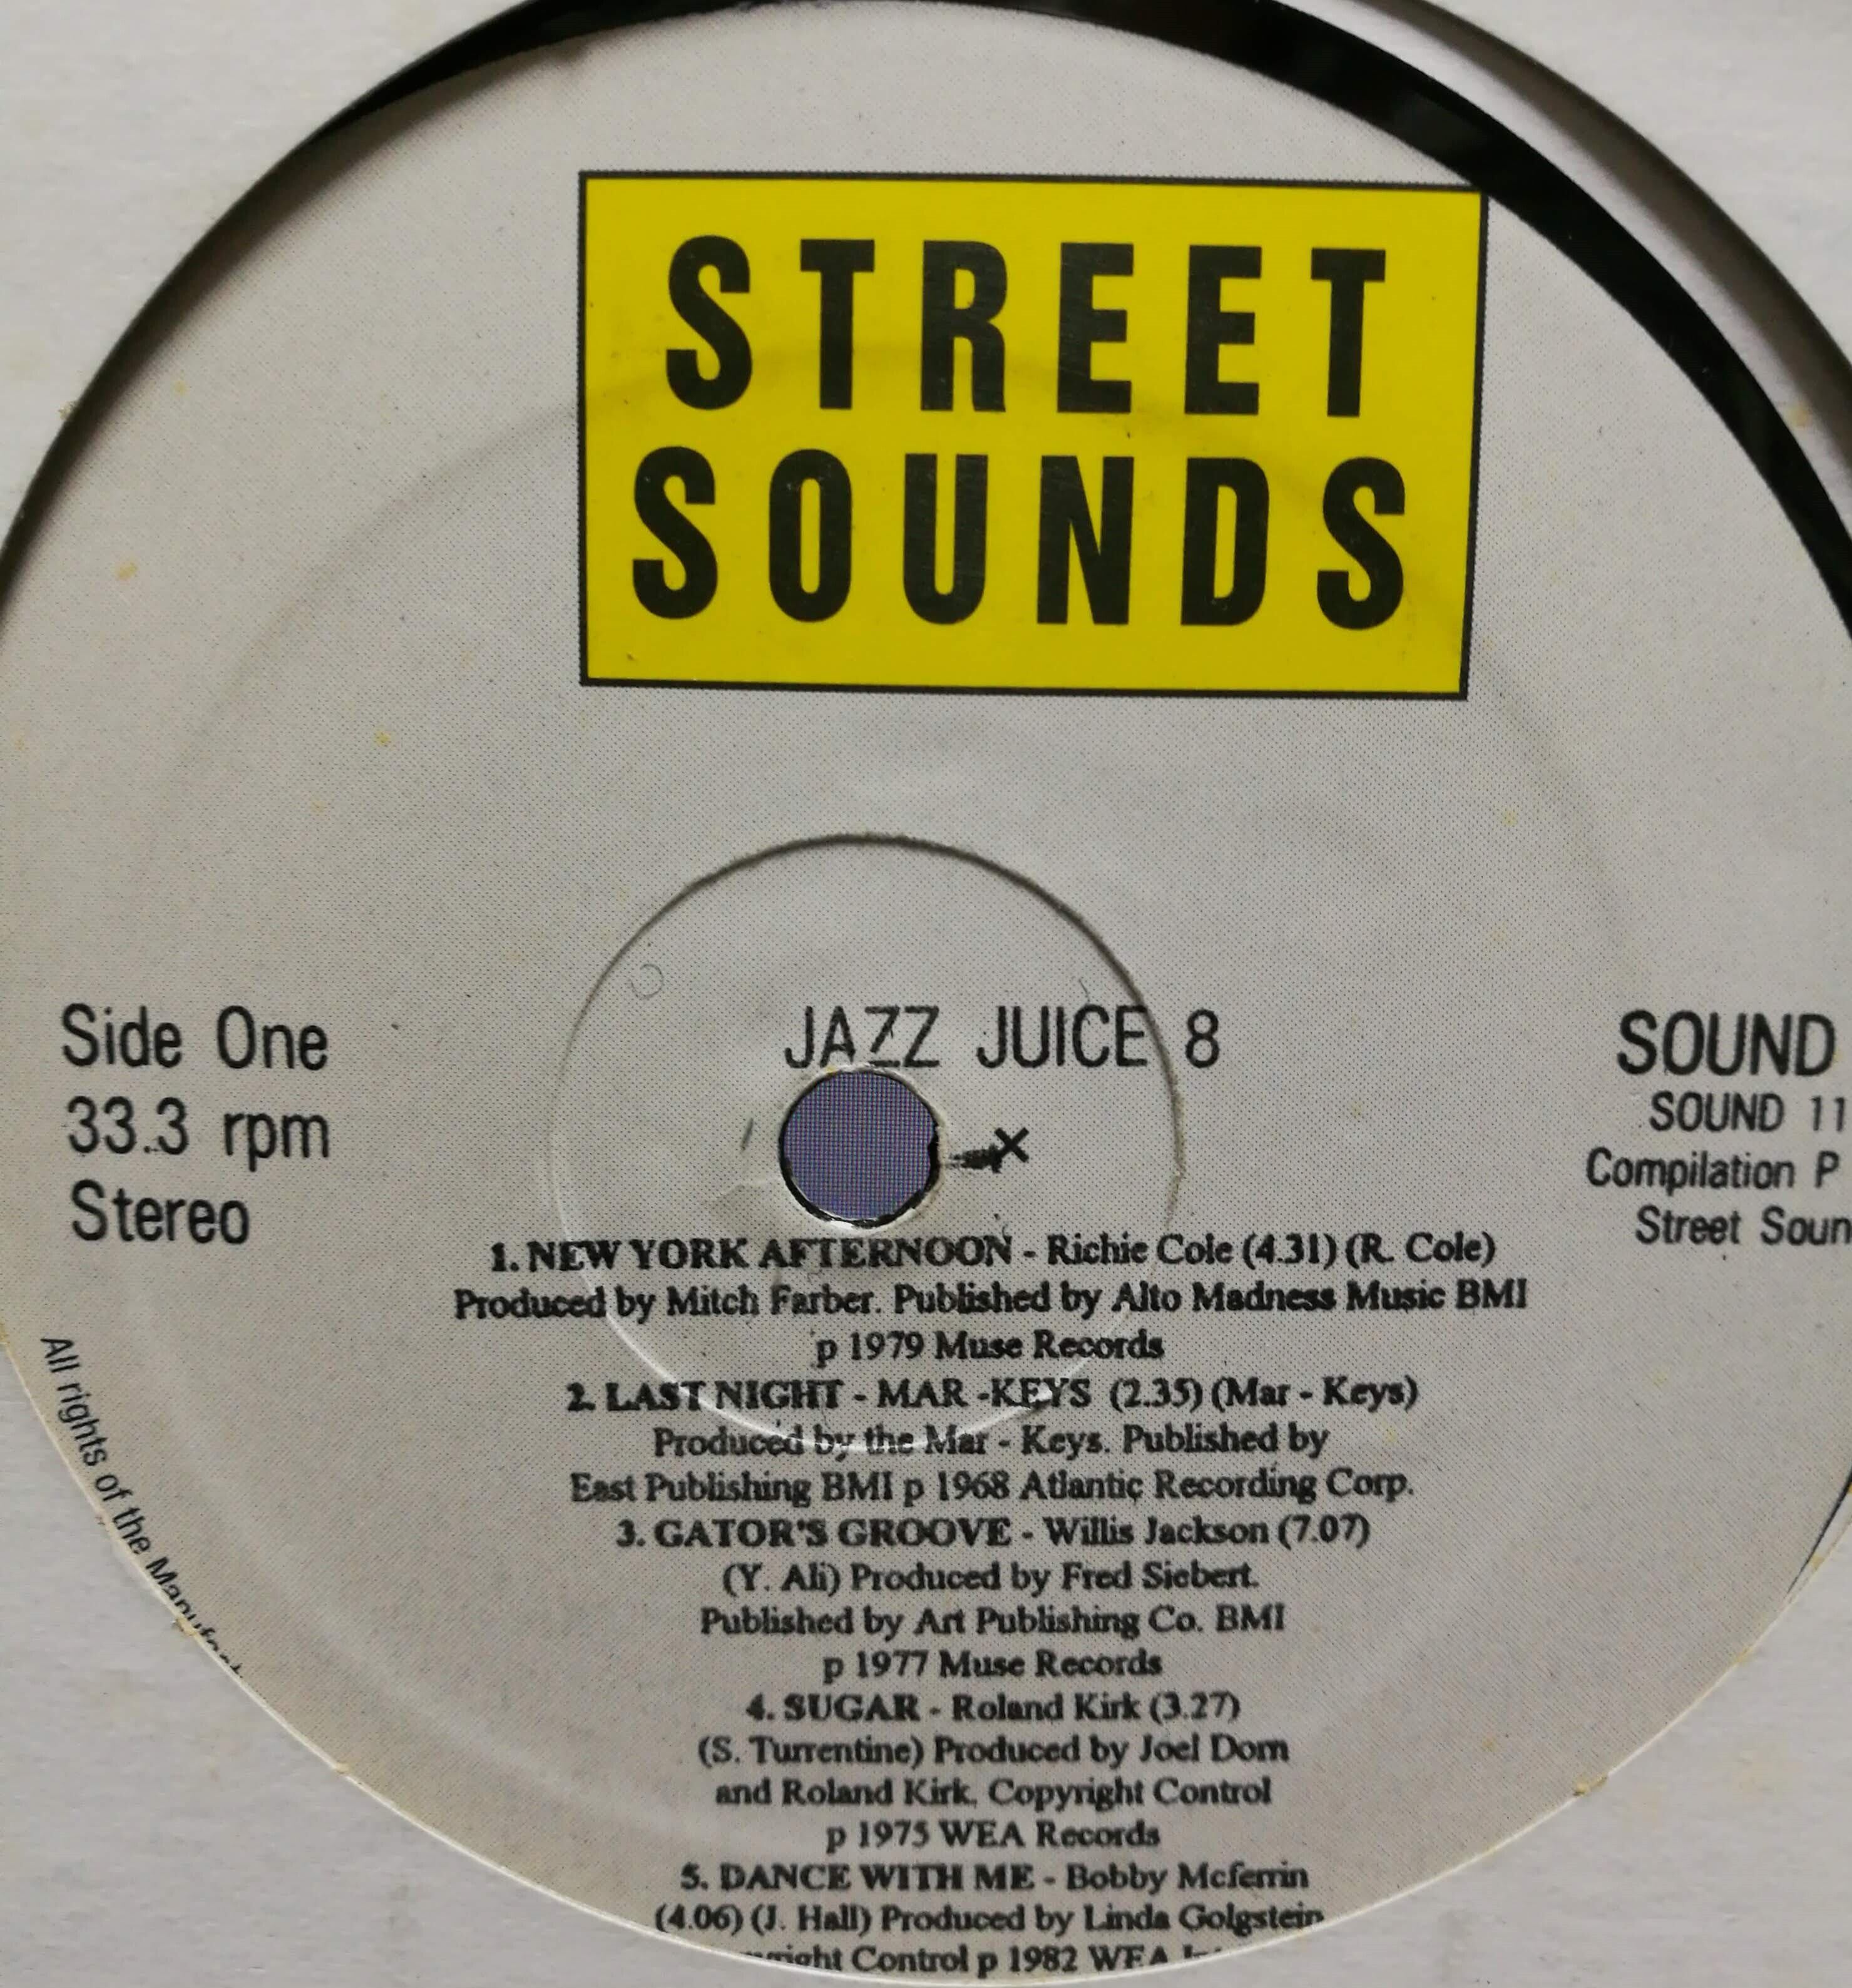 STREET
SOUNDS
Side One
33.3 rpm
Stereo
JAZZ JUICE 8
SOUND
SOUND 11
Compilation P
Street Soun
1. NEW YORK AFTERNOON - Richie Cole (4.31) (R. Cole)
Produced by Mitch Farber. Published by Alto Madness Music BMI
p 1979 Muse Records
2. LAST NIGHT - MAR -KEYS (2.35) (Mar - Keys)
Produced by the Mar - Keys. Published by
East Publishing BMI p 1968 Atlantic Recording Corp.
3. GATOR'S GROOVE - Willis Jackson (7.07)
(Y. Ali) Produced by Fred Siebert.
Published by Art Publishing Co. BMI
p 1977 Muse Records
4. SUGAR - Roland Kirk (3.27)
(S. Turrentine) Produced by Joel Dorn
and Roland Kirk. Copyright Control
p 1975 WEA Records
5. DANCE WITH ME - Bobby Mcferrin
(4.06) (J. Hall) Produced by Linda Golgstein
Control p 1982 WEA
All rights of the